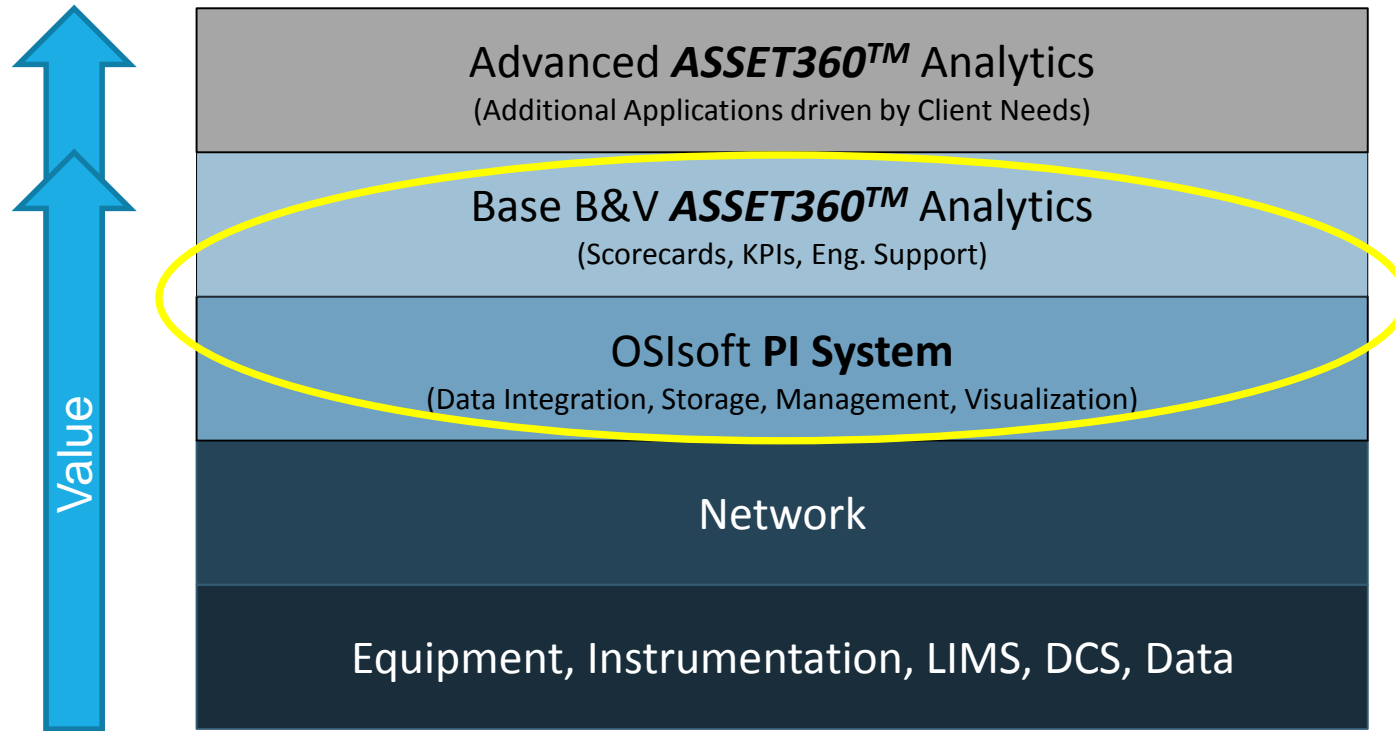 Advanced ASSET360TM Analytics
(Additional Applications driven by Client Needs)
Base B&V ASSET360TM Analytics
(Scorecards, KPIs, Eng. Support)
OSIsoft PI System
(Data Integration, Storage, Management, Visualization)
Value
Network
Equipment, Instrumentation, LIMS, DCS, Data